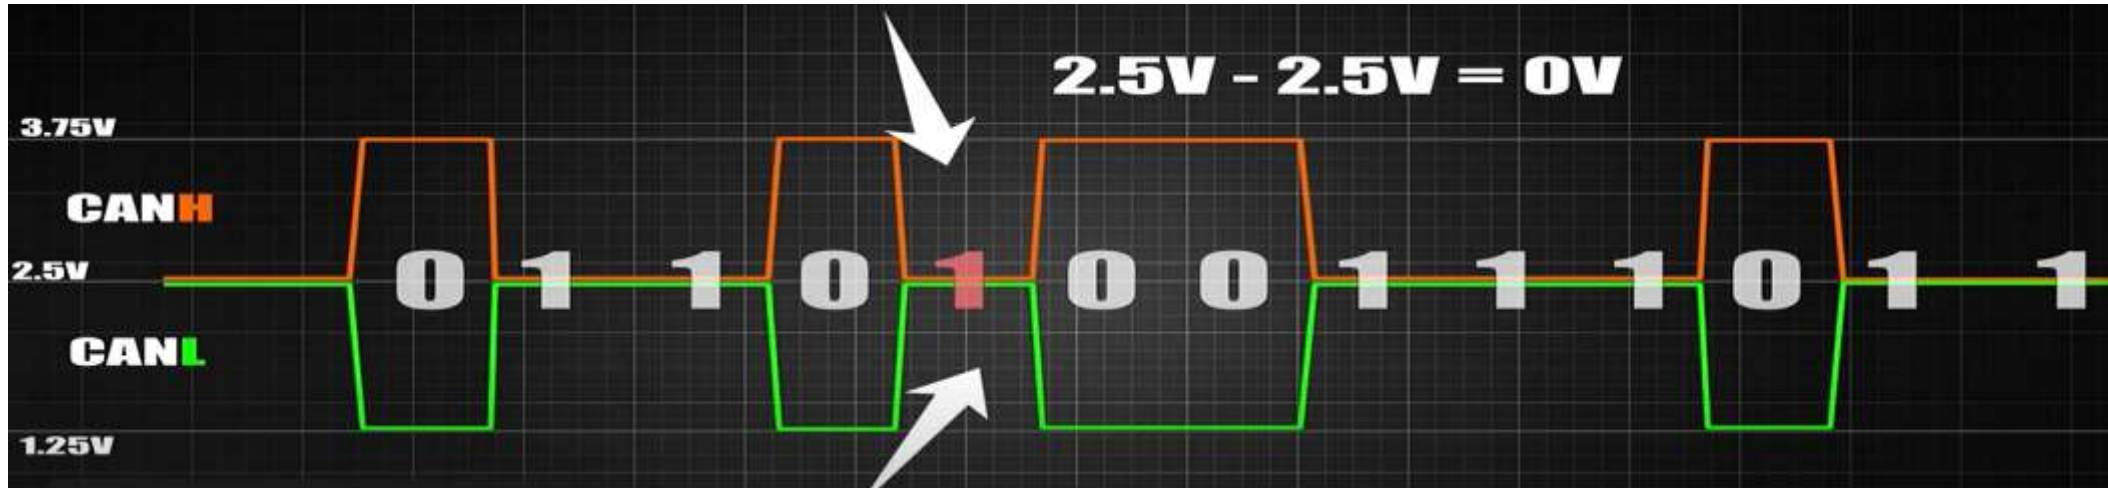 2.5V - 2.5V = 0V
3.75V
CANH
2.5V
0 1 1 0 1 0 0 1 1 1 0 1 1
CANL
1.25V